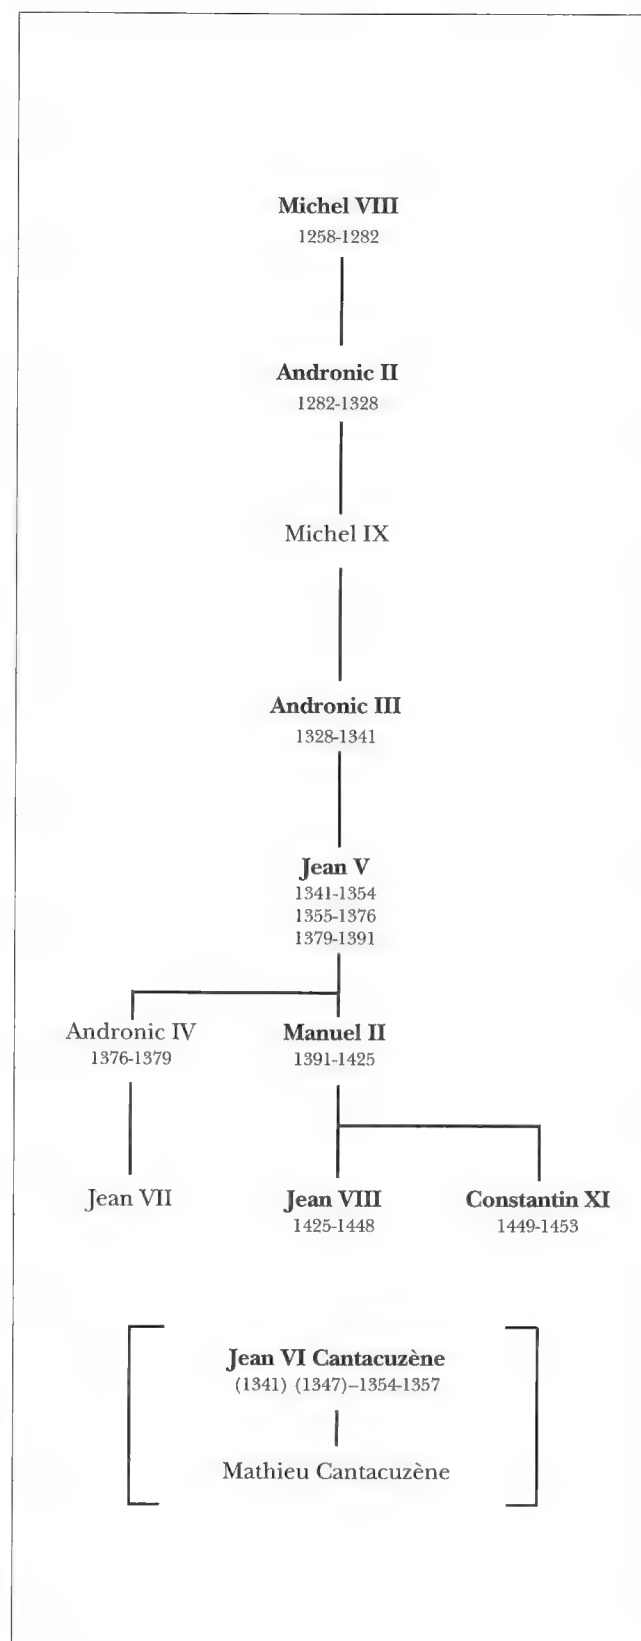 Michel VIII
1258-1282
Andronic II
1282-1328
Michel IX
Andronic III
1328-1341
Jean V
1341-1354
1355-1376
1379-1391
Andronic IV
1376-1379
Manuel II
1391-1425
Jean VII
Jean VIII
1425-1448
Constantin XI
1449-1453
Jean VI Cantacuzène
(1341) (1347)–1354-1357
Mathieu Cantacuzène